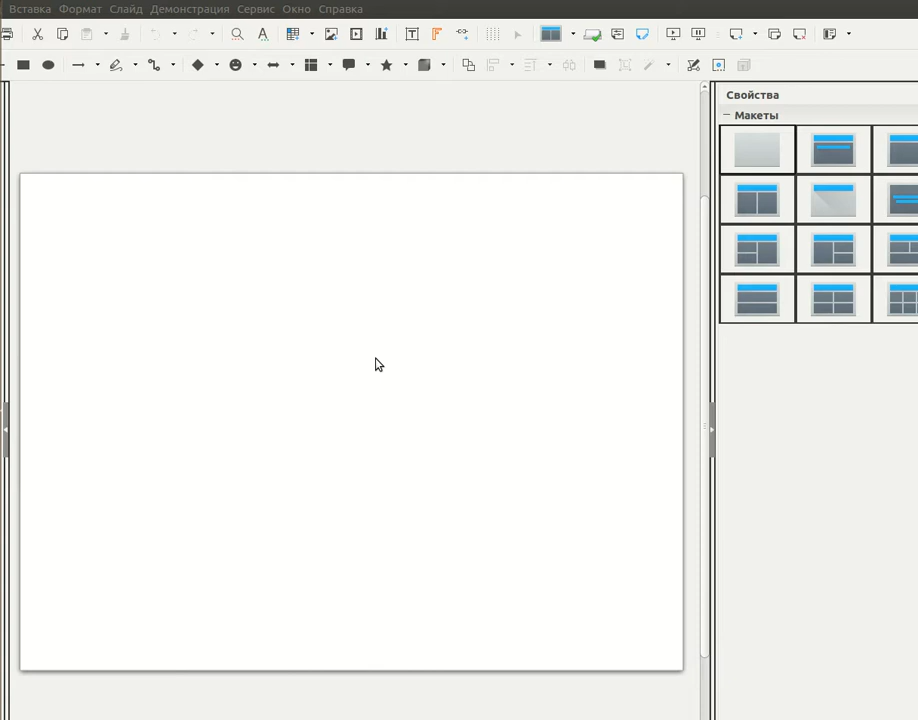 Вставка Формат Слайд Демонстрация Сервис Окно Справка
Свойства
Макеты